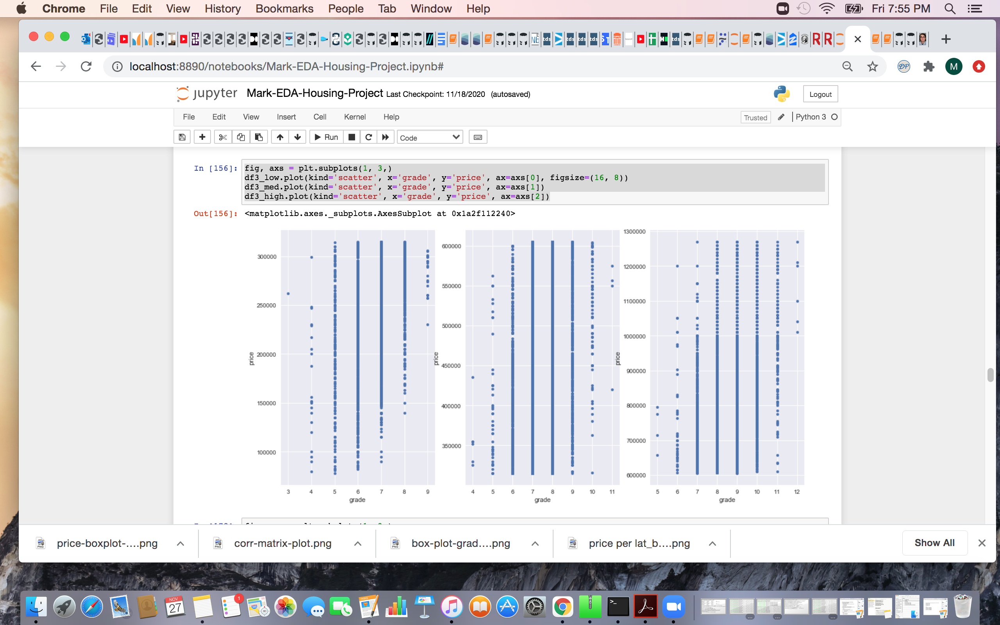 Chrome File Edit View History Bookmarks People Tab Window Help Fri 7:55 PM
localhost:8890/notebooks/Mark-EDA-Housing-Project.ipynb# DP M
jupyter Mark-EDA-Housing-Project Last Checkpoint: 11/18/2020 (autosaved) Logout
File Edit View Insert Cell Kernel Help Trusted Python 3
Run Code
In [156]: fig, axs = plt.subplots(1, 3,)
df3_low.plot(kind='scatter', x='grade', y='price', ax=axs[0], figsize=(16, 8))
df3_med.plot(kind='scatter', x='grade', y='price', ax=axs[1])
df3_high.plot(kind='scatter', x='grade', y='price', ax=axs[2])
Out[156]: <matplotlib.axes._subplots.AxesSubplot at 0x1a2f112240>
300000
250000
200000
150000
100000
price
3 4 5 6 7 8 9
grade
600000
550000
500000
450000
400000
350000
price
4 5 6 7 8 9 10 11
grade
1300000
1200000
1100000
1000000
900000
800000
700000
600000
price
5 6 7 8 9 10 11 12
grade
price-boxplot-....png corr-matrix-plot.png box-plot-grad....png price per lat_b....png Show All
NOV
27
1
PAGES